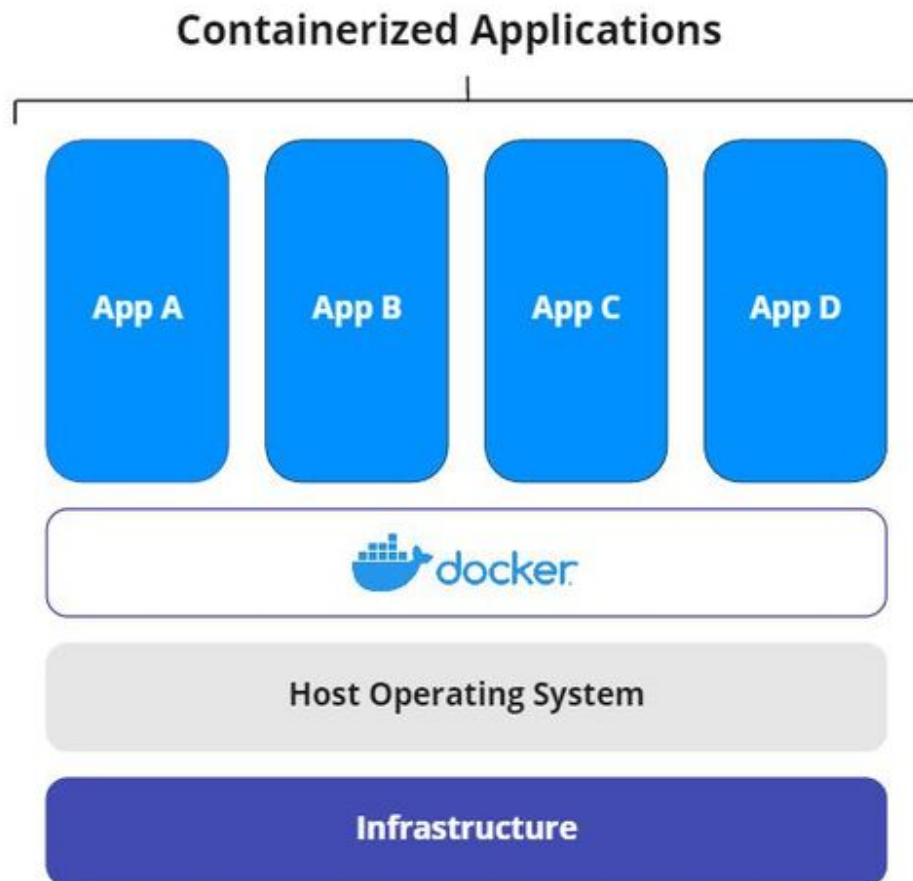 Containerized Applications
App A
App B
App C
App D
docker
Host Operating System
Infrastructure